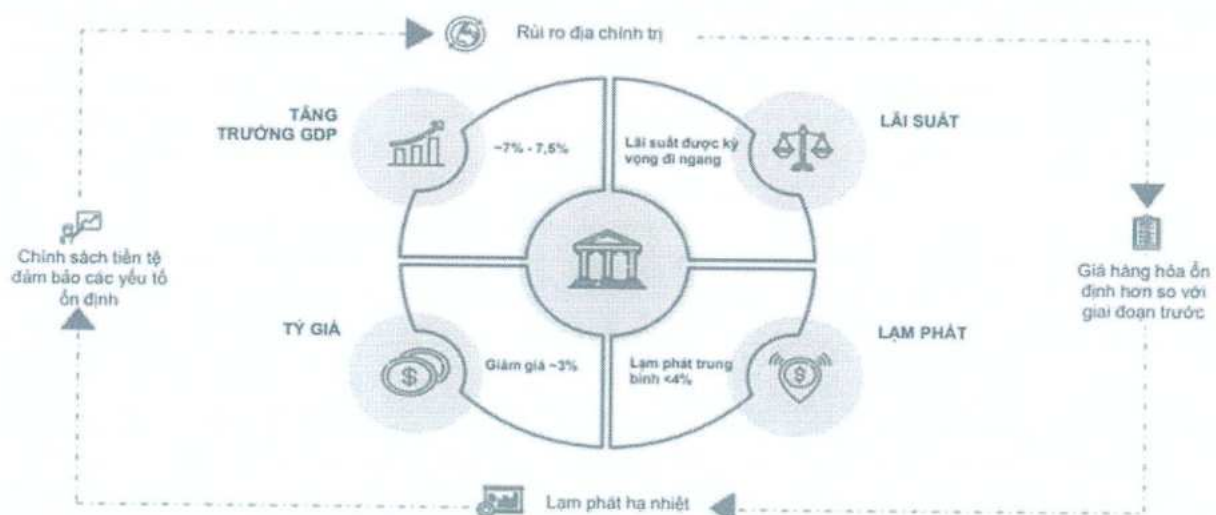 Rủi ro địa chính trị
TĂNG
TRƯỞNG GDP
~7% - 7,5%
Lãi suất được kỳ
vọng đi ngang
LÃI SUẤT
Chính sách tiền tệ
đảm bảo các yếu tố
ổn định
Giá hàng hóa ổn
định hơn so với
giai đoạn trước
TỶ GIÁ
Giảm giá ~3%
Lạm phát trung
bình <4%
LẠM PHÁT
Lạm phát hạ nhiệt